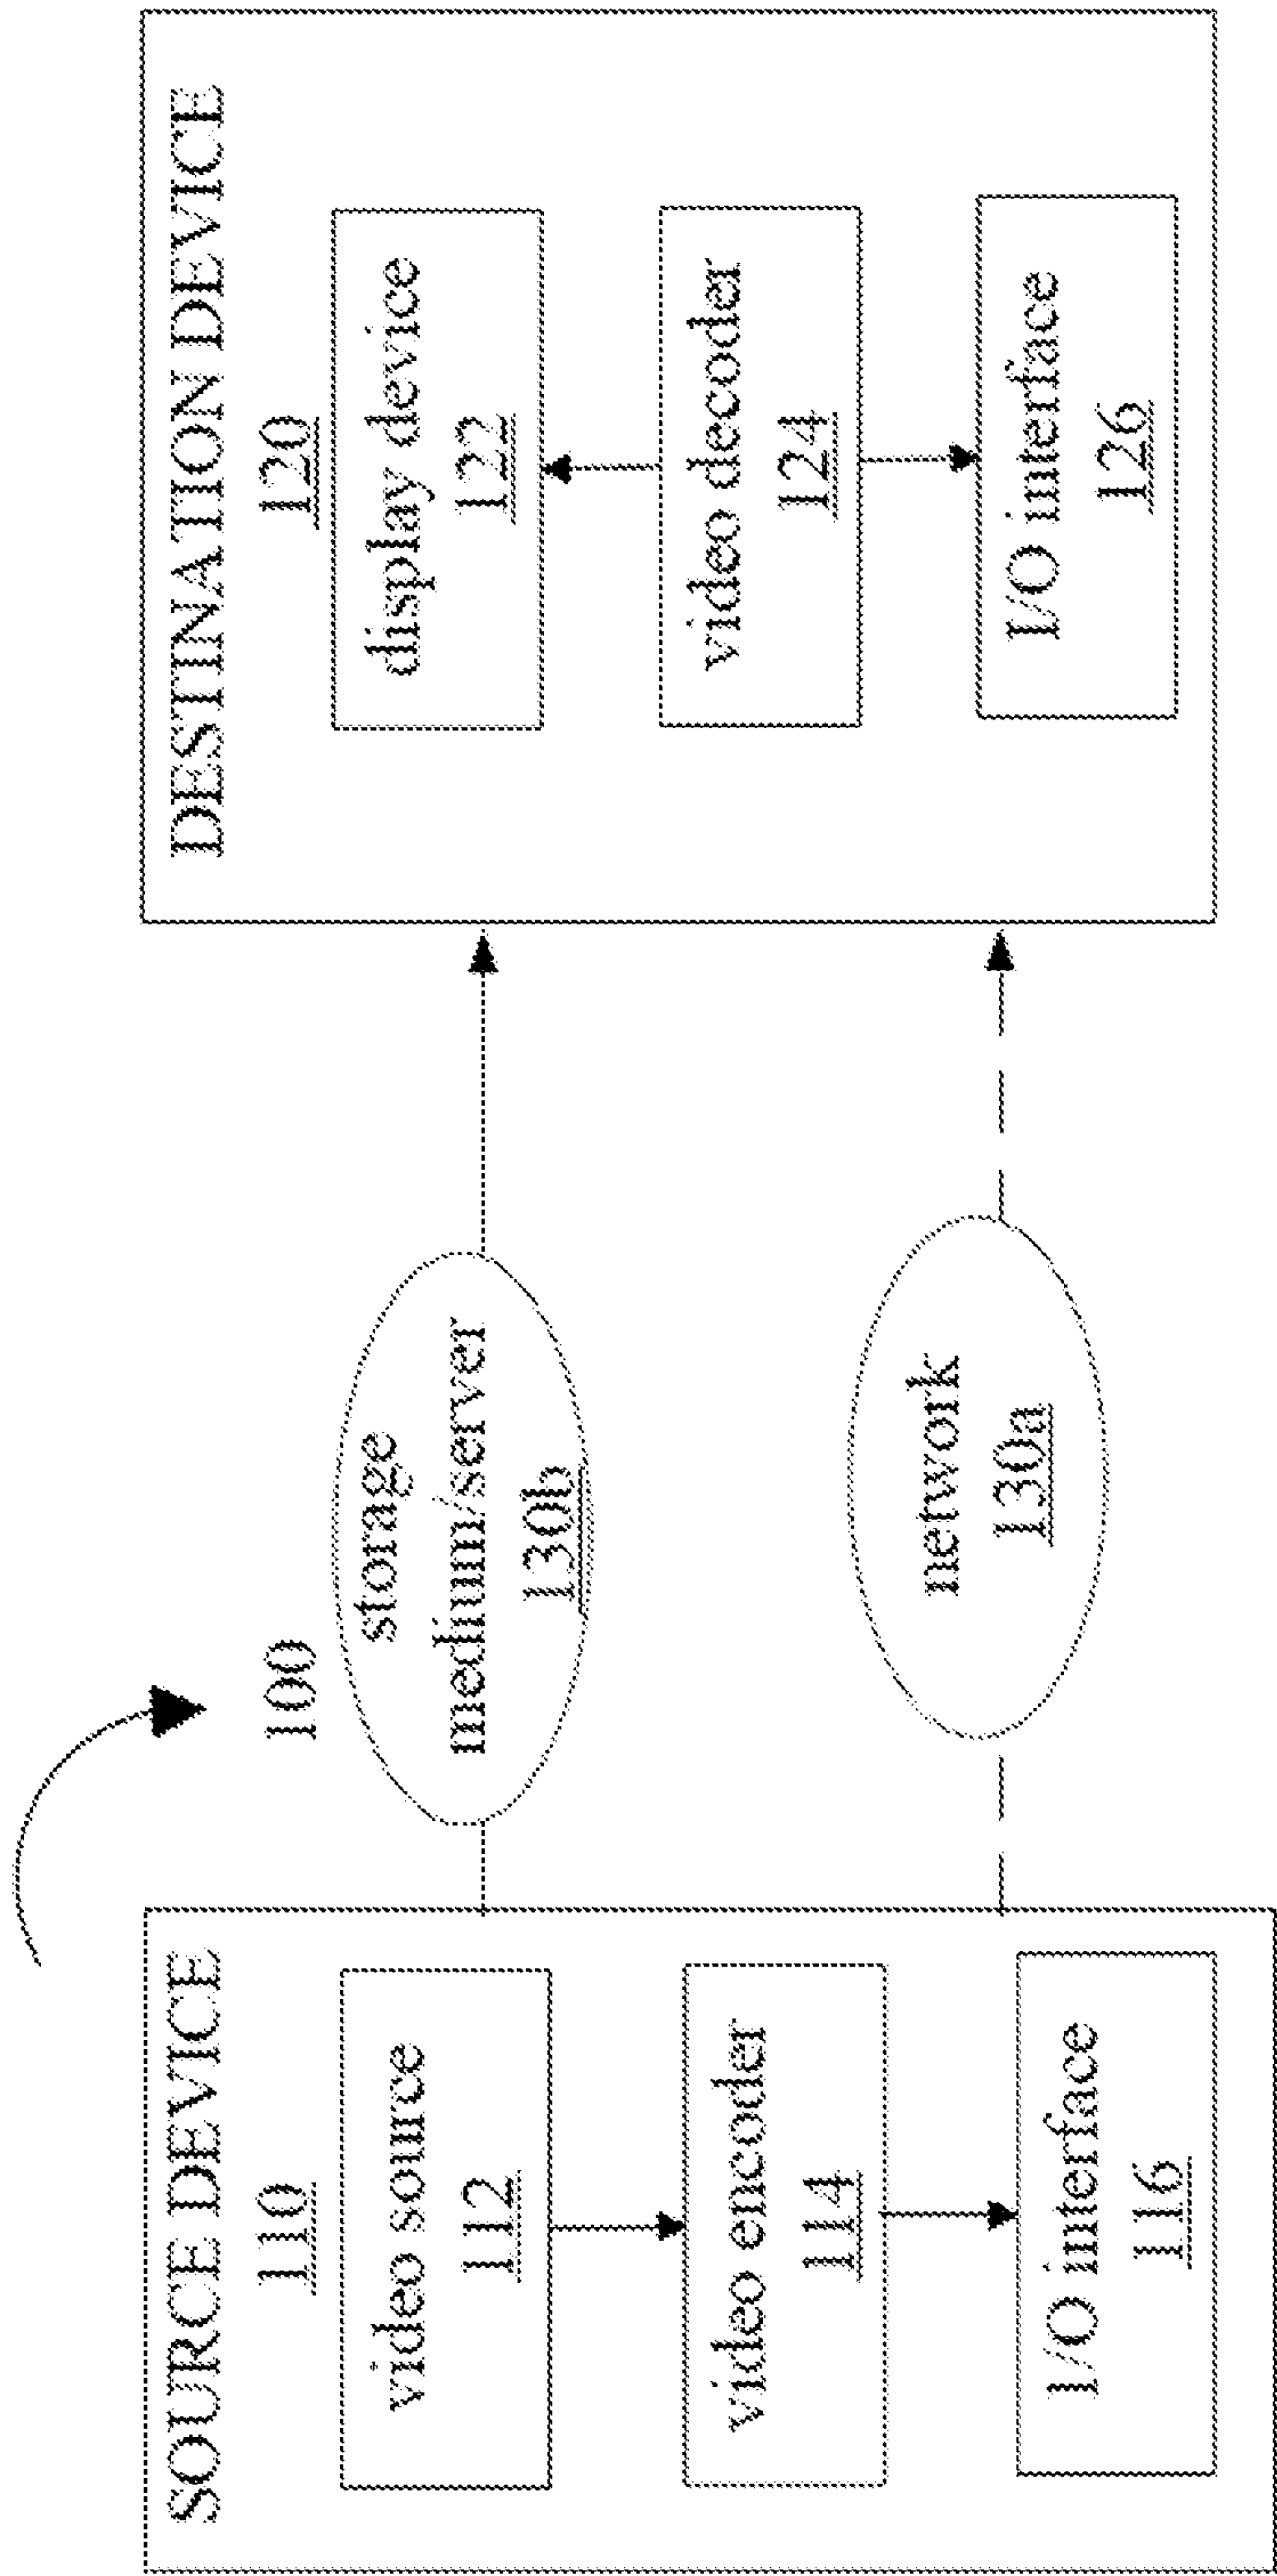 100
SOURCE DEVICE
110
video source
112
video encoder
114
I/O interface
116
storage
medium/server
130b
network
130a
DESTINATION DEVICE
120
display device
122
video decoder
124
I/O interface
126